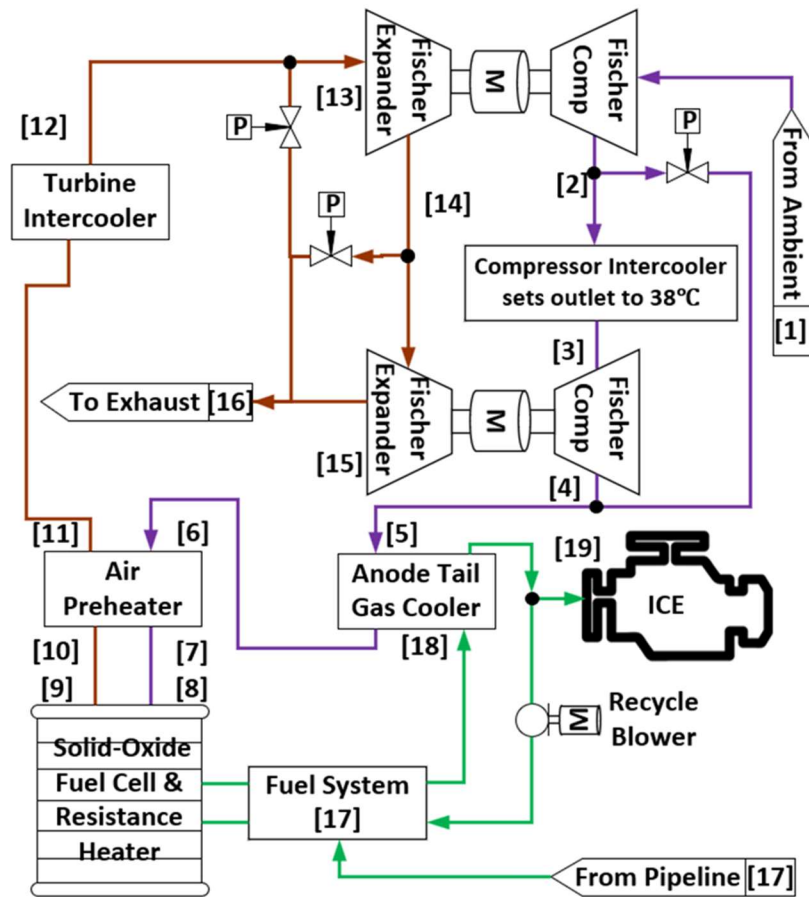 Fischer
Expander
M
Fischer
Comp
[13]
[12]
P
Turbine
Intercooler
P
[14]
[2]
P
Compressor Intercooler
sets outlet to 38℃
From Ambient
[1]
[3]
To Exhaust [16]
Fischer
Expander
M
Fischer
Comp
[15]
[4]
[11]
[6]
[5]
[19]
Air
Preheater
Anode Tail
Gas Cooler
ICE
[10]
[7]
[18]
[9]
[8]
M
Recycle
Blower
Solid-Oxide
Fuel Cell &
Resistance
Heater
Fuel System
[17]
From Pipeline [17]